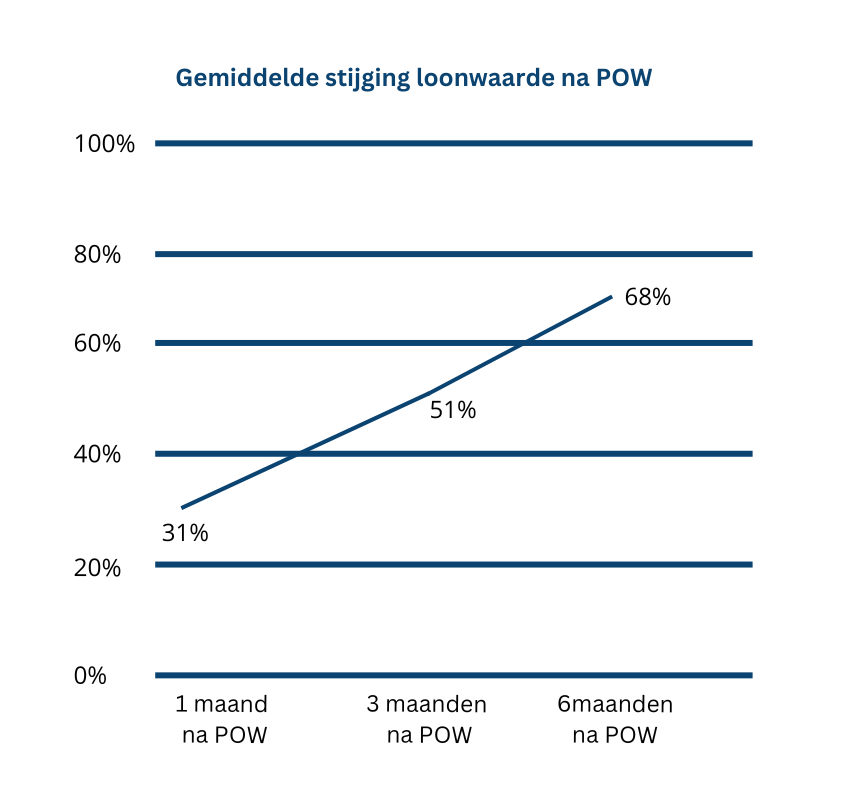 Gemiddelde stijging loonwaarde na POW
100%
80%
68%
60%
51%
40%
31%
20%
0%
1 maand
na POW
3 maanden
na POW
6maanden
na POW